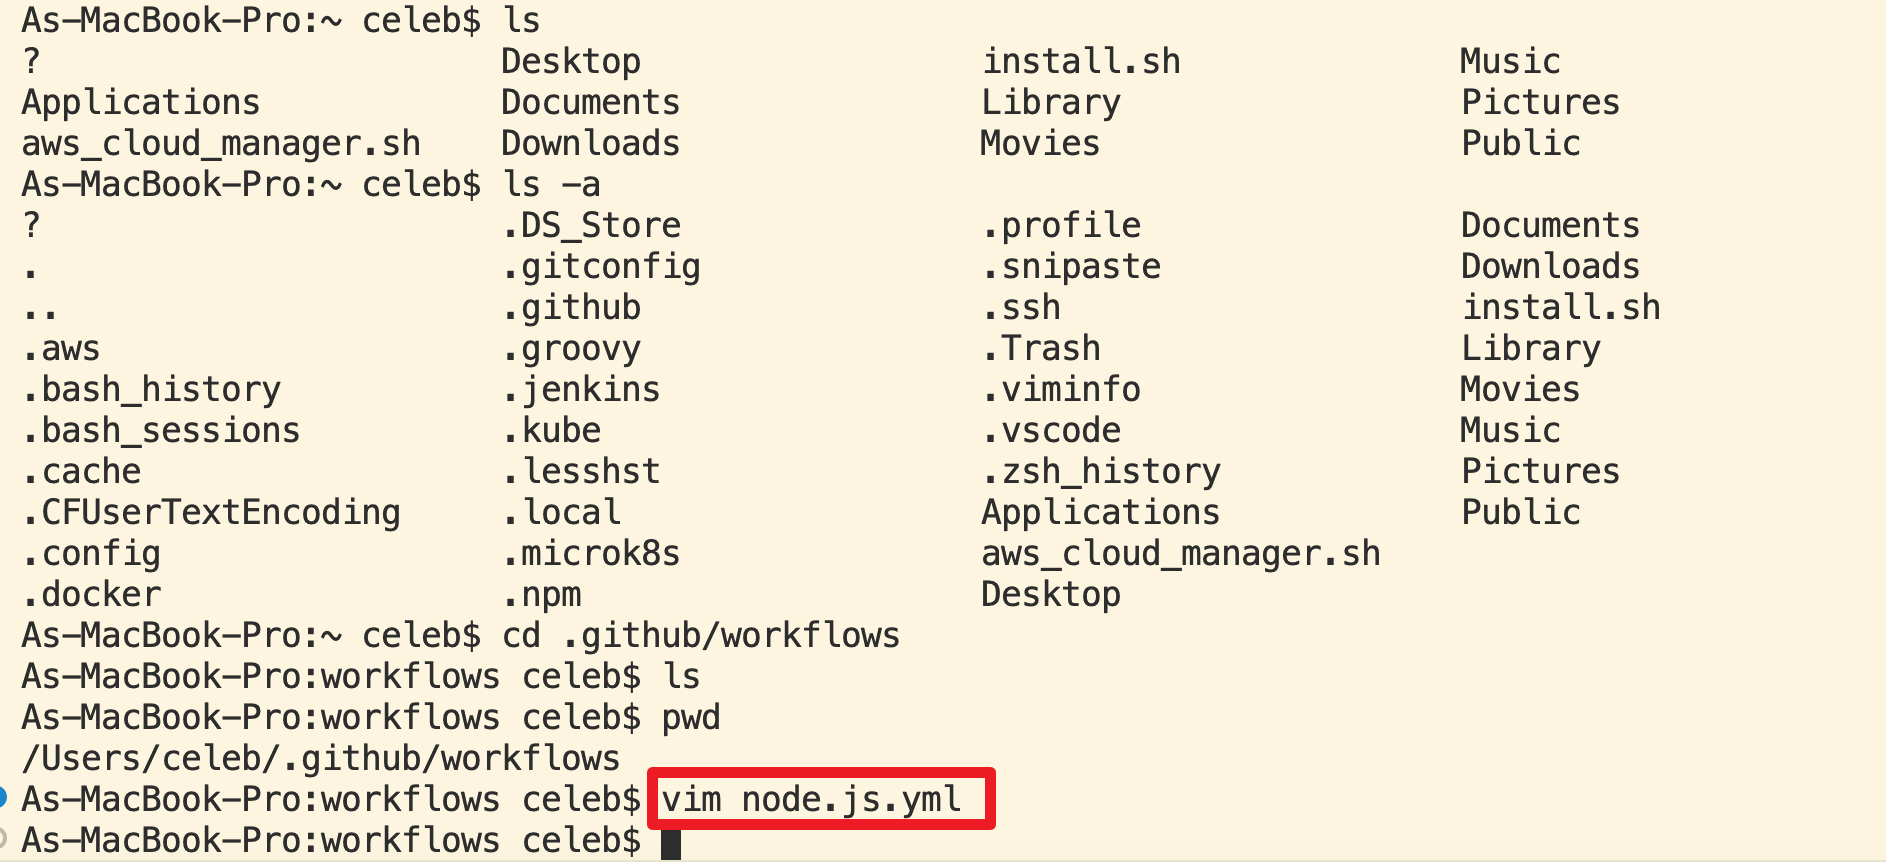 As-MacBook-Pro:~ celeb$ ls
? Desktop install.sh Music
Applications Documents Library Pictures
aws_cloud_manager.sh Downloads Movies Public
As-MacBook-Pro:~ celeb$ ls -a
? .DS_Store .profile Documents
. .gitconfig .snipaste Downloads
.. .github .ssh install.sh
.aws .groovy .Trash Library
.bash_history .jenkins .viminfo Movies
.bash_sessions .kube .vscode Music
.cache .lesshst .zsh_history Pictures
.CFUserTextEncoding .local Applications Public
.config .microk8s aws_cloud_manager.sh
.docker .npm Desktop
As-MacBook-Pro:~ celeb$ cd .github/workflows
As-MacBook-Pro:workflows celeb$ ls
As-MacBook-Pro:workflows celeb$ pwd
/Users/celeb/.github/workflows
As-MacBook-Pro:workflows celeb$ vim node.js.yml
As-MacBook-Pro:workflows celeb$